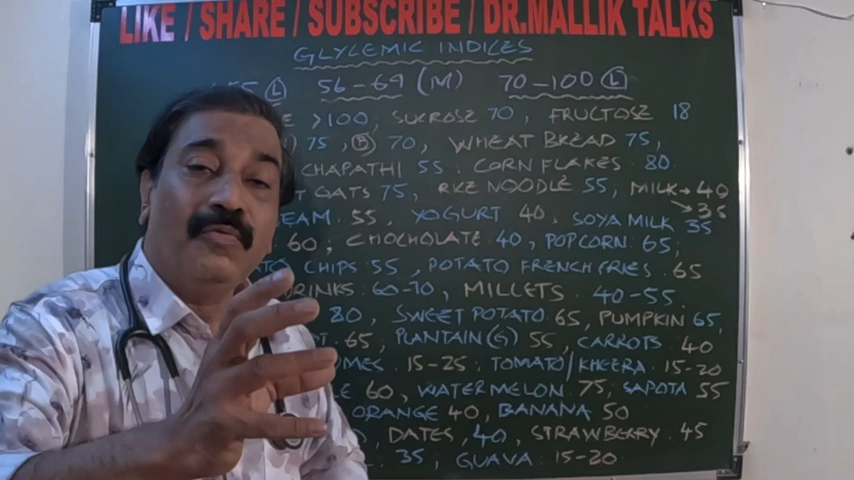 LIKE / SHARE / SUBSCRIBE / DR.MALLIK TALKS
GLYCEMIC INDICES
55 (L) 56-69 (M) 70-100 (L)
>100, SUCROSE 70, FRUCTOSE 18
75, (B) 70, WHEAT BREAD 75,
CHAPATHI 55 CORN FLAKES 80
OATS 75, RICE NOODLE 55, MILK → 40
→ 35
55, YOGURT 40, SOYA MILK 35
60; CHOCHOLATE 40, POPCORN 65;
CHIPS 55, POTATO FRENCH FRIES 65
60-70, MILLETS 40-55
80, SWEET POTATO 65, PUMPKIN 65,
65, PLANTAIN (G) 55, CARROTS 40
15-25; TOMATO/KHEERA 15-20
60, WATERMELON 75, SAPOTA 55
ORANGE 40, BANANA 50
DATES, 40, STRAWBERRY 45
35, GUAVA 15-20